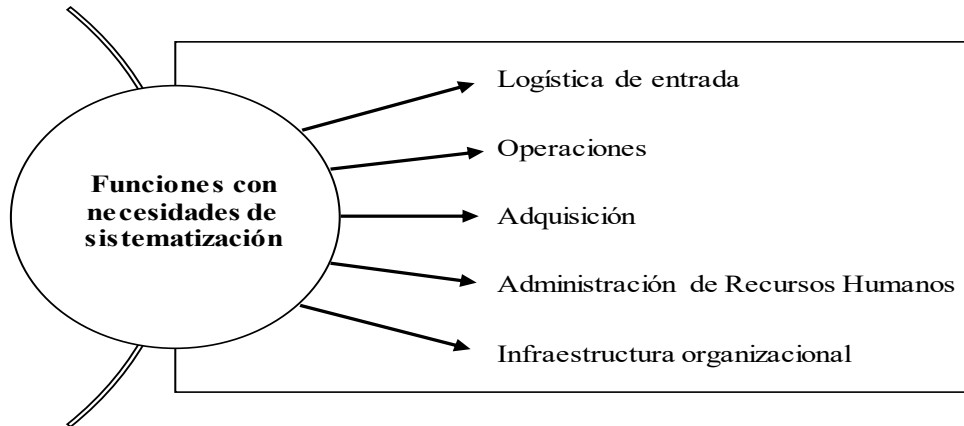 Funciones con
necesidades de
sistematización
Logística de entrada
Operaciones
Adquisición
Administración de Recursos Humanos
Infraestructura organizacional